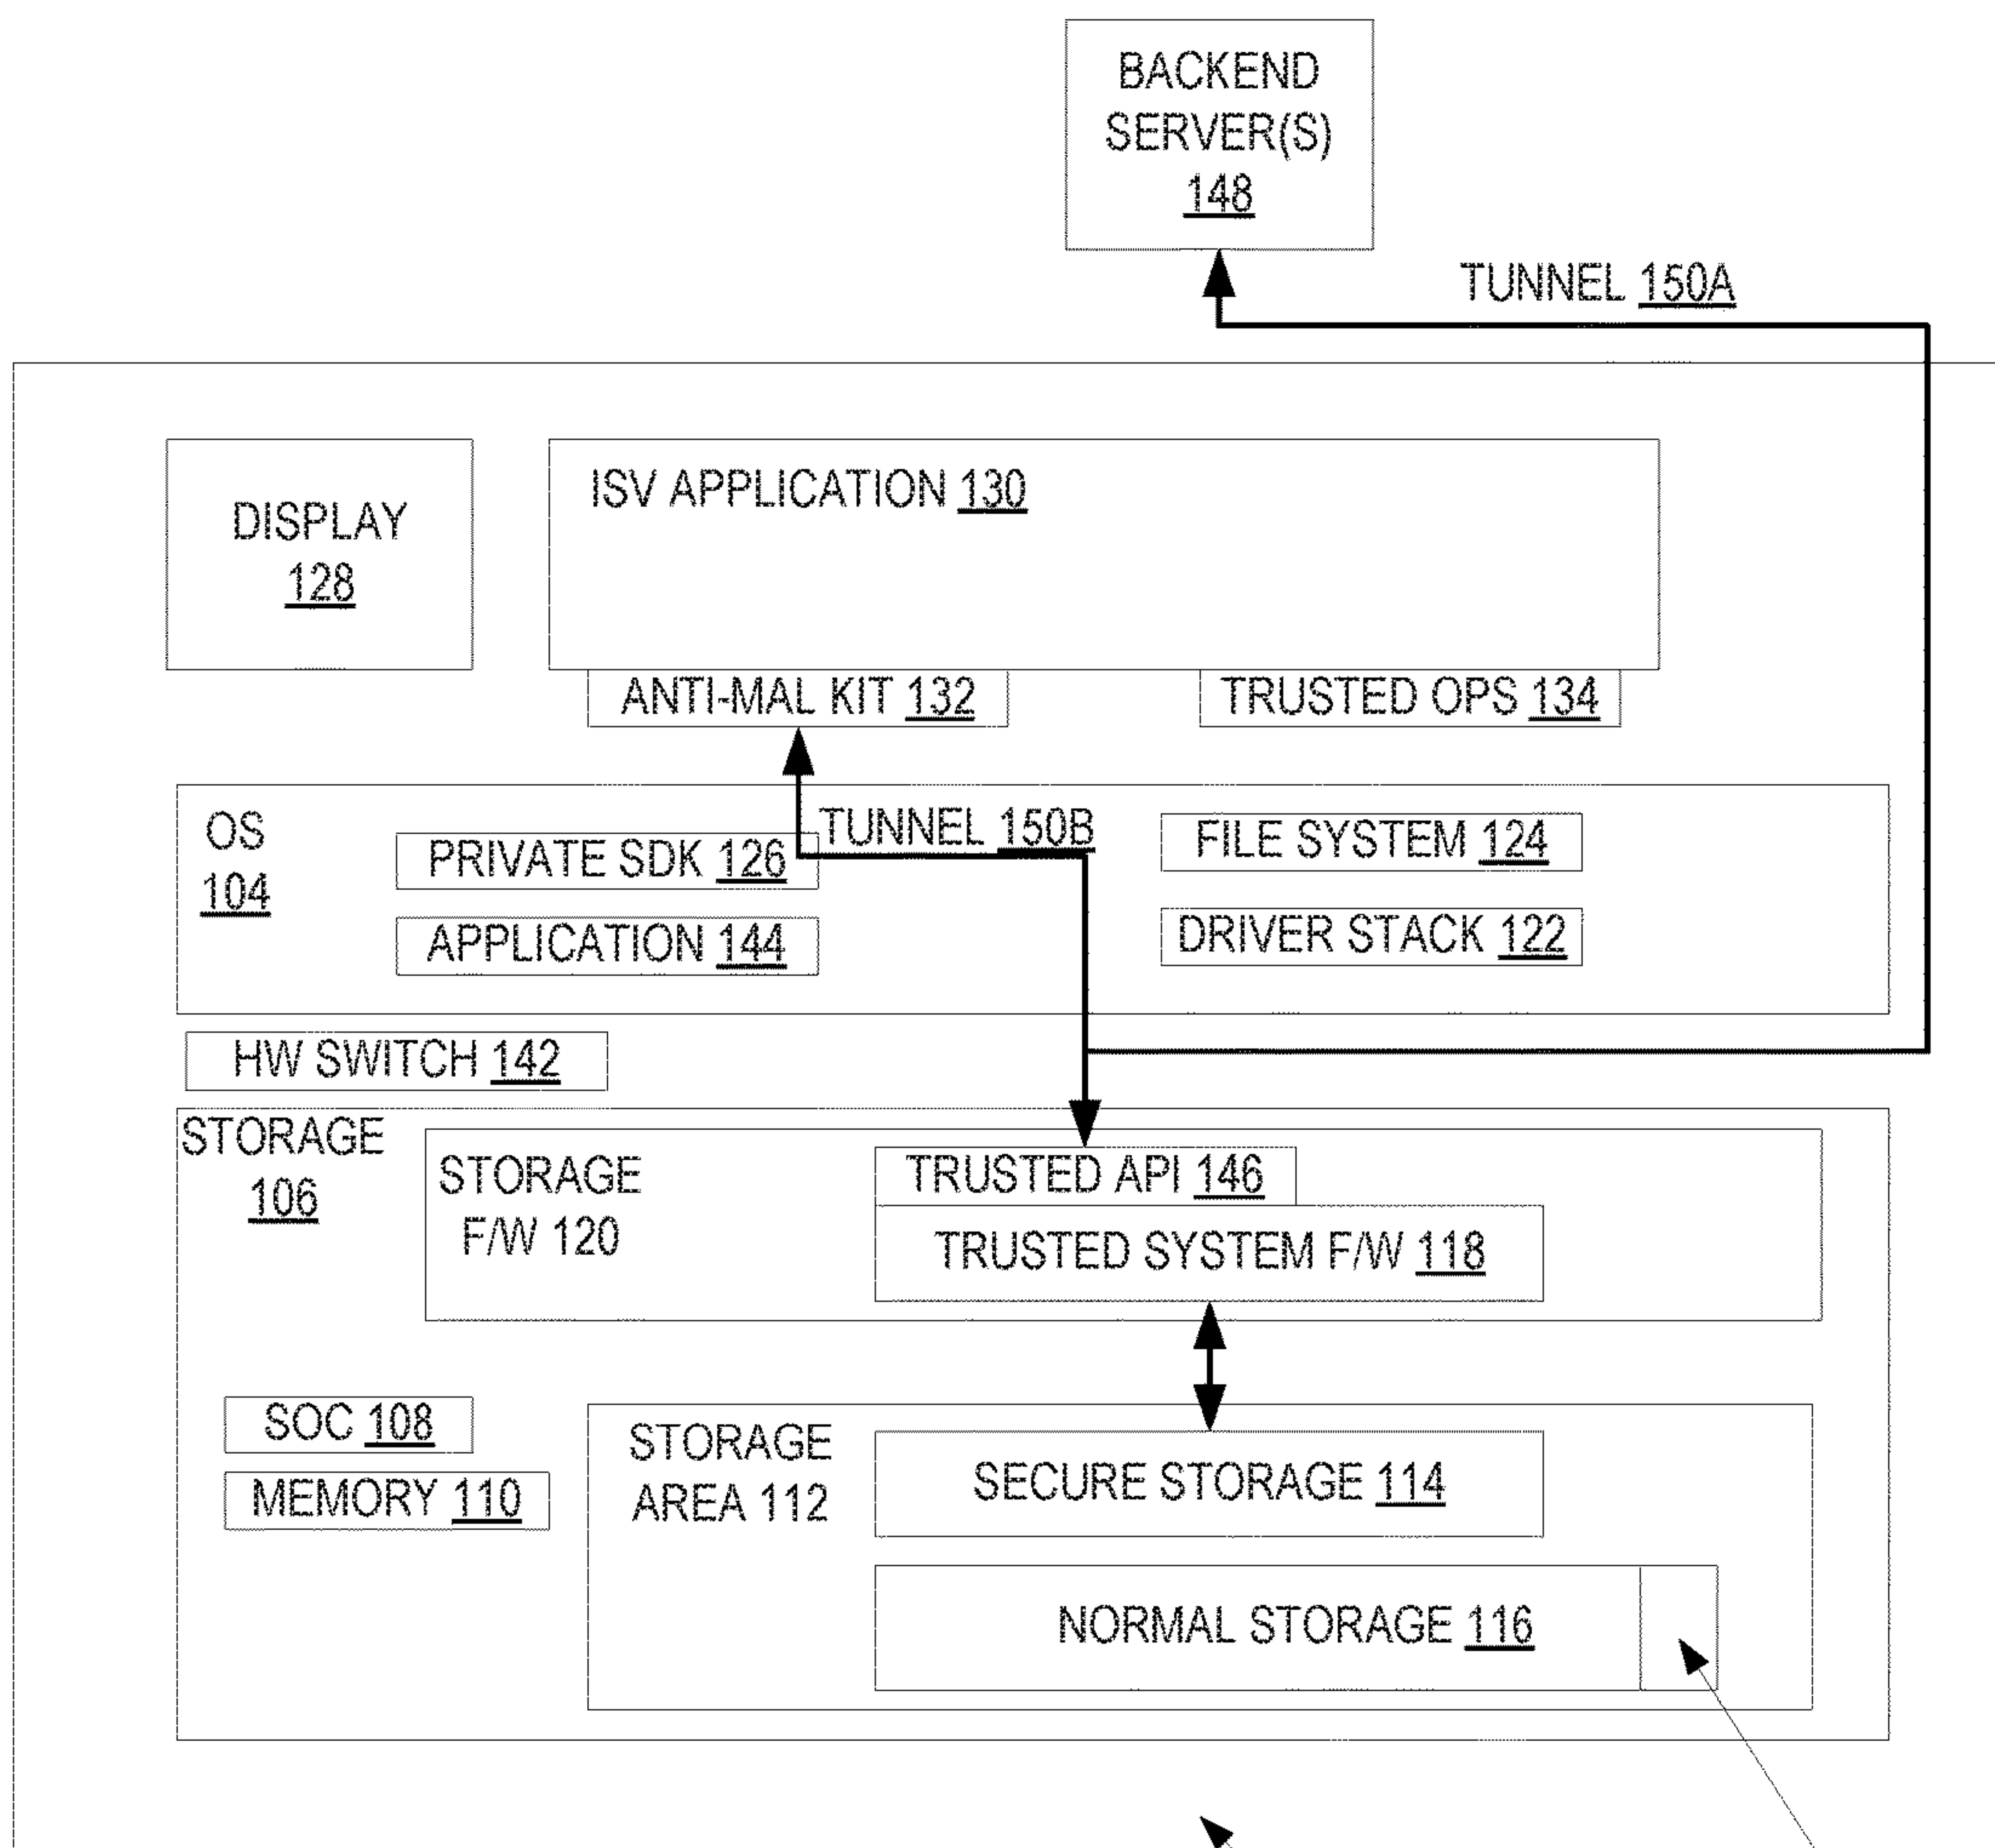 BACKEND
SERVER(S)
148
TUNNEL 150A
DISPLAY
128
ISV APPLICATION 130
ANTI-MAL KIT 132
TRUSTED OPS 134
OS
104
PRIVATE SDK 126
TUNNEL 150B
FILE SYSTEM 124
APPLICATION 144
DRIVER STACK 122
HW SWITCH 142
STORAGE
106
STORAGE
F/W 120
TRUSTED API 146
TRUSTED SYSTEM F/W 118
SOC 108
MEMORY 110
STORAGE
AREA 112
SECURE STORAGE 114
NORMAL STORAGE 116